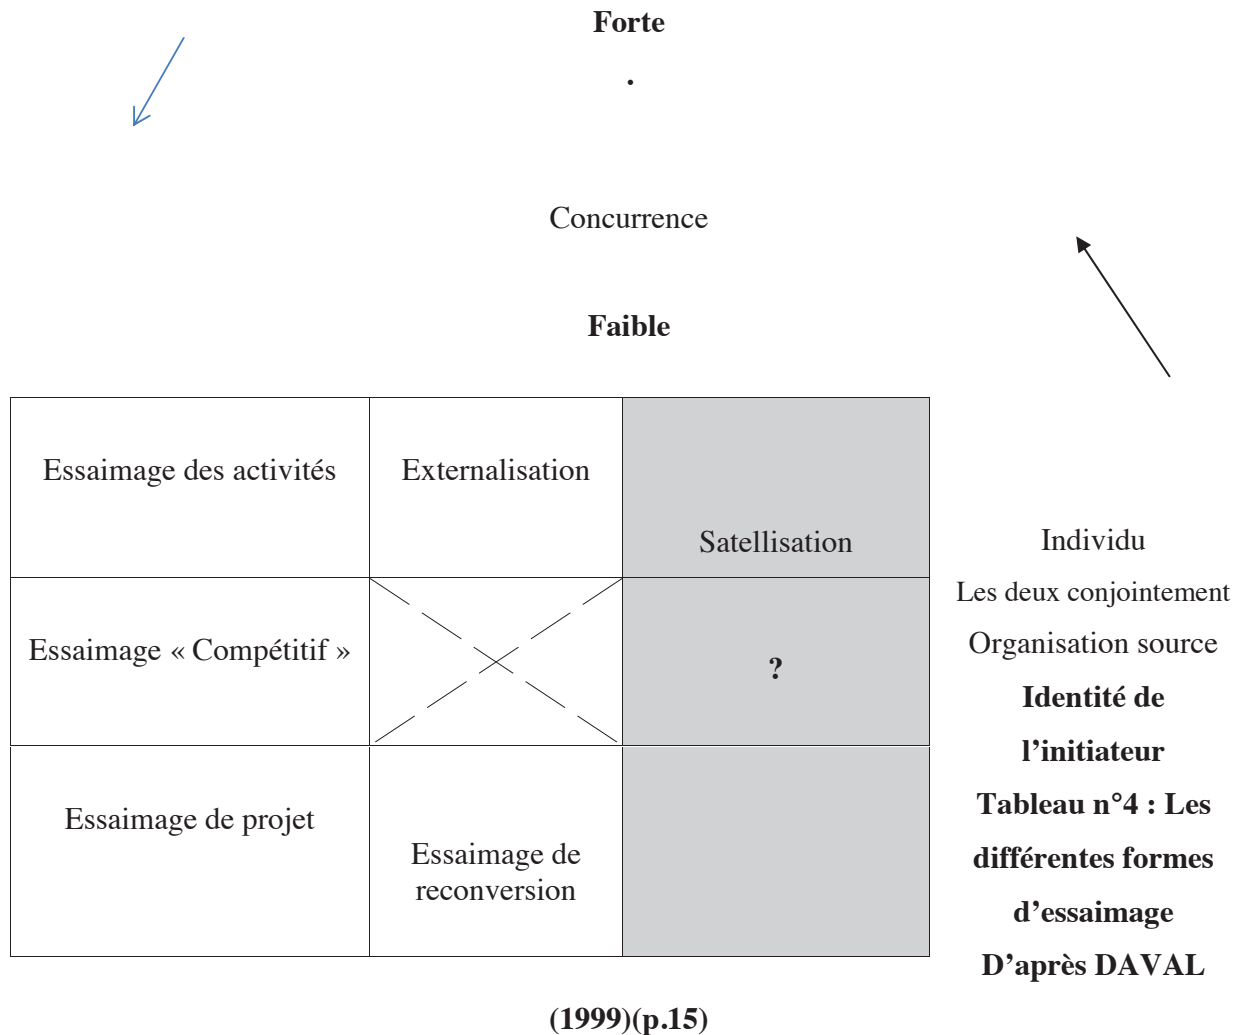 Forte
.
Concurrence
Faible
Essaimage des activités
Externalisation
Satellisation
Essaimage « Compétitif »
?
Essaimage de projet
Essaimage de
reconversion
Individu
Les deux conjointement
Organisation source
Identité de
l’initiateur
Tableau n°4 : Les
différentes formes
d’essaimage
D’après DAVAL
(1999)(p.15)